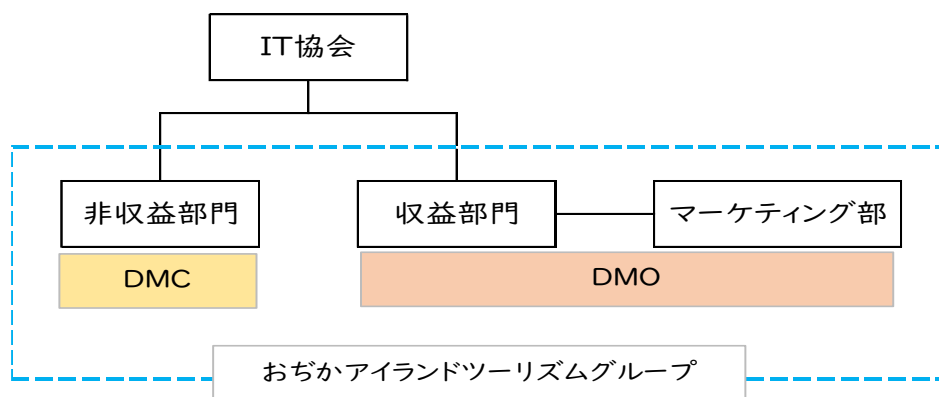 IT協会
非収益部門
収益部門
マーケティング部
DMC
DMO
おぢかアイランドツーリズムグループ